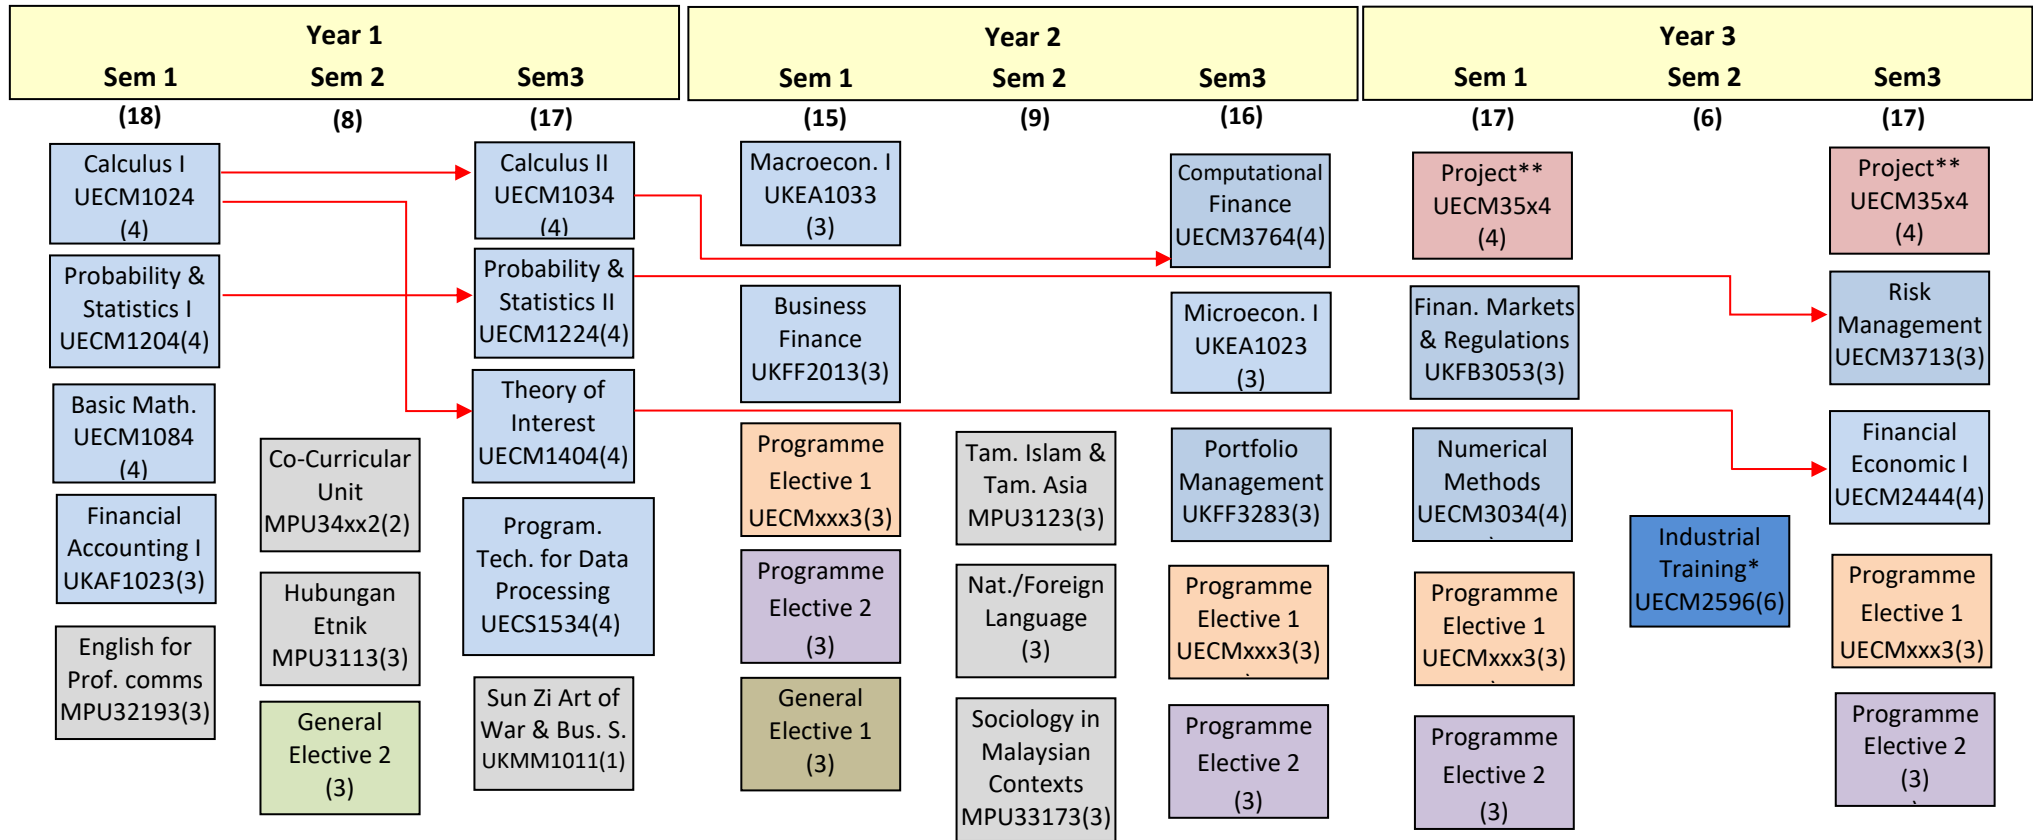 Year 1
Sem 1 Sem 2 Sem3
Year 2
Sem 1 Sem 2 Sem3
Year 3
Sem 1 Sem 2 Sem3
(18) (8) (17) (15) (9) (16) (17) (6) (17)
Calculus I
UECM1024
(4)
Probability &
Statistics I
UECM1204(4)
Basic Math.
UECM1084
(4)
Financial
Accounting I
UKAF1023(3)
English for
Prof. comms
MPU32193(3)
Co-Curricular
Unit
MPU34xx2(2)
Hubungan
Etnik
MPU3113(3)
General
Elective 2
(3)
Calculus II
UECM1034
(4)
Probability &
Statistics II
UECM1224(4)
Theory of
Interest
UECM1404(4)
Program.
Tech. for Data
Processing
UECS1534(4)
Sun Zi Art of
War & Bus. S.
UKMM1011(1)
Macroecon. I
UKEA1033
(3)
Business
Finance
UKFF2013(3)
Programme
Elective 1
UECMxxx3(3)
Programme
Elective 2
(3)
General
Elective 1
(3)
Tam. Islam &
Tam. Asia
MPU3123(3)
Nat./Foreign
Language
(3)
Sociology in
Malaysian
Contexts
MPU33173(3)
Computational
Finance
UECM3764(4)
Microecon. I
UKEA1023
(3)
Portfolio
Management
UKFF3283(3)
Programme
Elective 1
UECMxxx3(3)
Programme
Elective 2
(3)
Project**
UECM35x4
(4)
Finan. Markets
& Regulations
UKFB3053(3)
Numerical
Methods
UECM3034(4)
Programme
Elective 1
UECMxxx3(3)
Programme
Elective 2
(3)
Industrial
Training*
UECM2596(6)
Project**
UECM35x4
(4)
Risk
Management
UECM3713(3)
Financial
Economic I
UECM2444(4)
Programme
Elective 1
UECMxxx3(3)
Programme
Elective 2
(3)